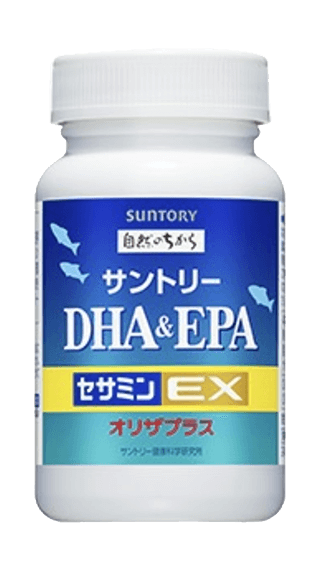 SUNTORY
自然のちから
サントリー
DHA&EPA
セサミンEX
オリザプラス
サントリー健康科学研究所